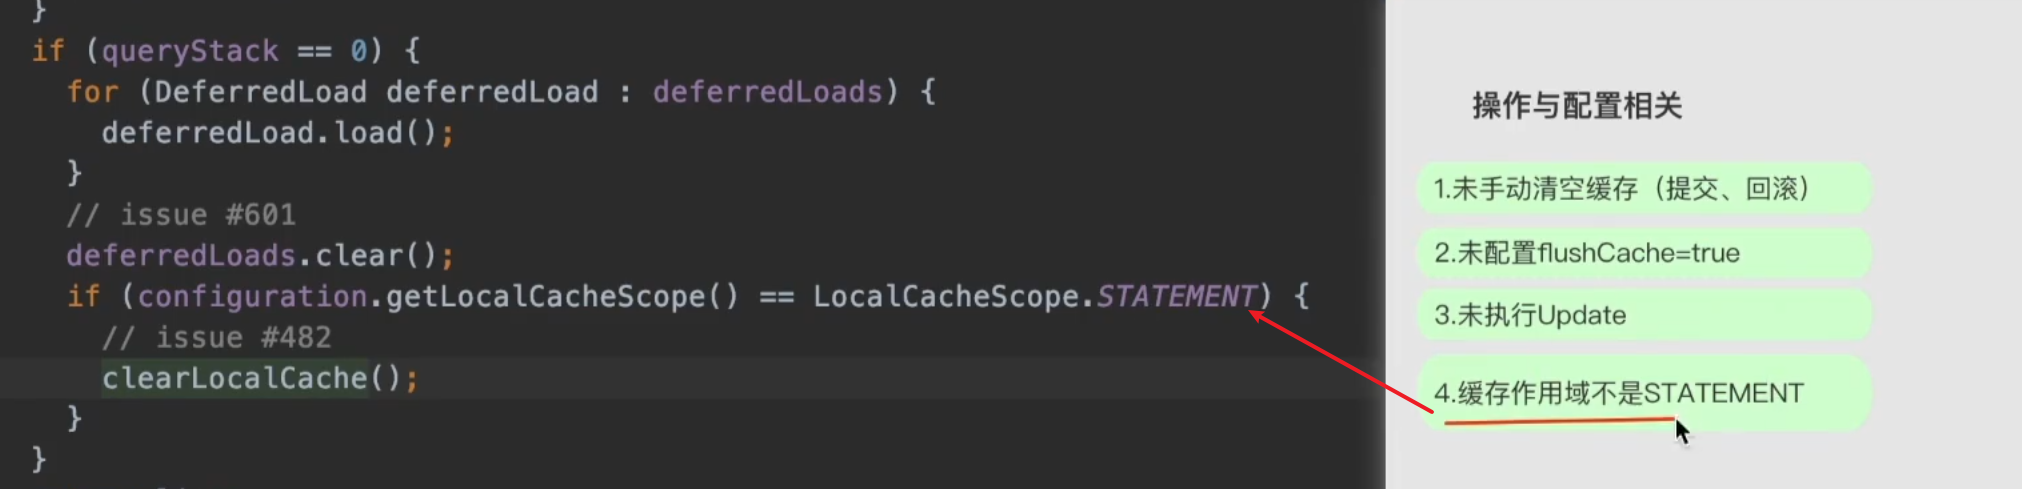 }
if (queryStack == 0) {
for (DeferredLoad deferredLoad : deferredLoads) {
deferredLoad.load();
}
// issue #601
deferredLoads.clear();
if (configuration.getLocalCacheScope() == LocalCacheScope.STATEMENT) {
// issue #482
clearLocalCache();
}
}
操作与配置相关
1.未手动清空缓存（提交、回滚）
2.未配置flushCache=true
3.未执行Update
4.缓存作用域不是STATEMENT